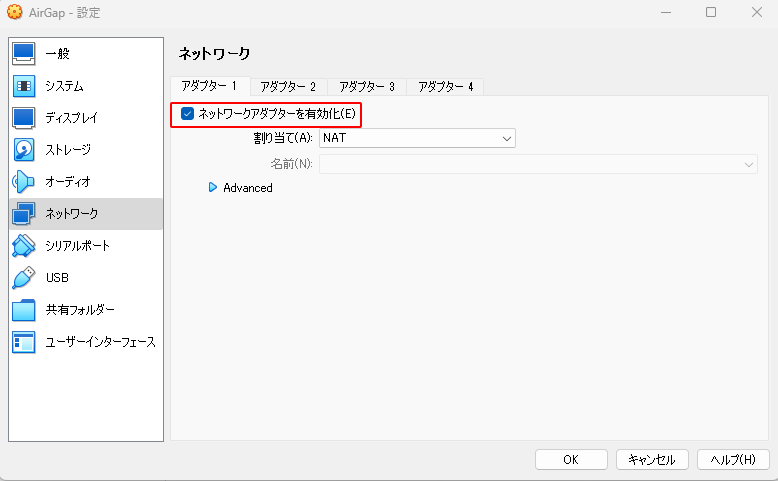 AirGap - 設定
一般
システム
ディスプレイ
ストレージ
オーディオ
ネットワーク
シリアルポート
USB
共有フォルダー
ユーザーインターフェース
ネットワーク
アダプター 1 アダプター 2 アダプター 3 アダプター 4
ネットワークアダプターを有効化(E)
割り当て(A): NAT
名前(N):
Advanced
OK キャンセル ヘルプ(H)